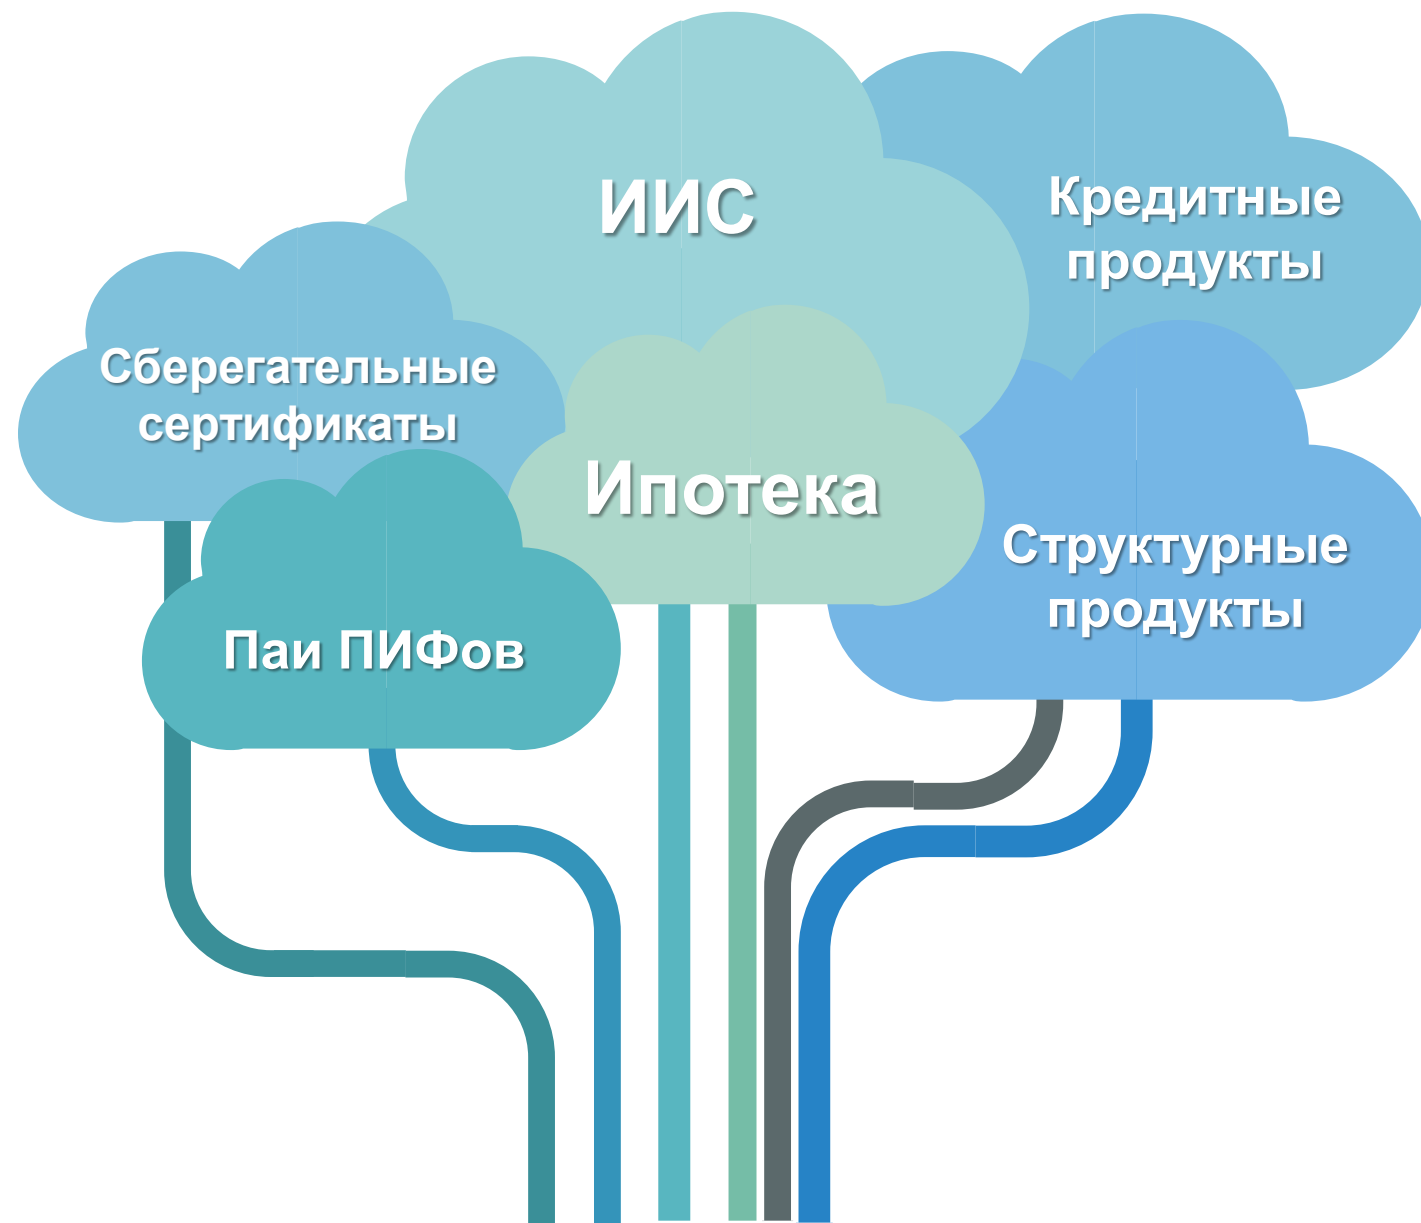 ИИС
Кредитные
продукты
Сберегательные
сертификаты
Ипотека
Структурные
продукты
Паи ПИФов